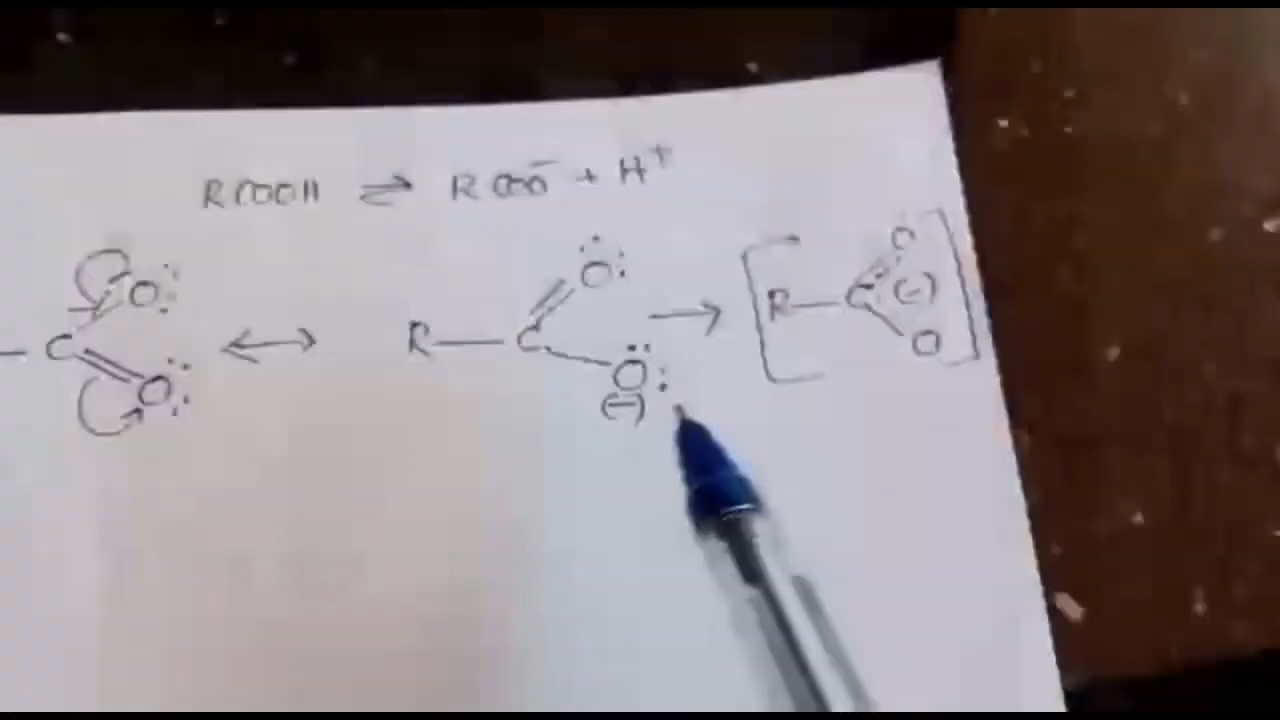 RCOOH ⇌ RCOO⁻ + H⁺
C O: O: ↔ R—C O: O: (−) → [R—C O (−) O]